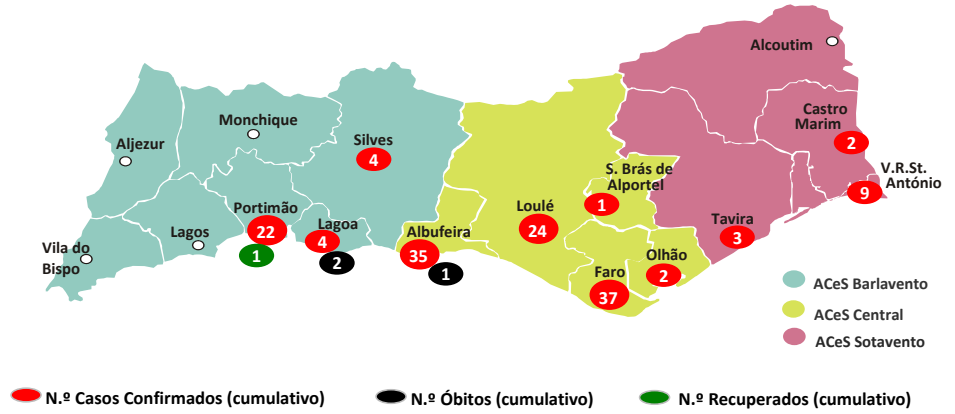 Alcoutim
Castro
Marim
2
V.R.St.
António
9
Monchique
Aljezur
Silves
4
S. Brás de
Alportel
1
Portimão
22
1
Lagoa
4
2
Loulé
24
Tavira
3
Lagos
Albufeira
35
1
Vila do
Bispo
Olhão
2
Faro
37
ACeS Barlavento
ACeS Central
ACeS Sotavento
N.º Casos Confirmados (cumulativo)
N.º Óbitos (cumulativo)
N.º Recuperados (cumulativo)